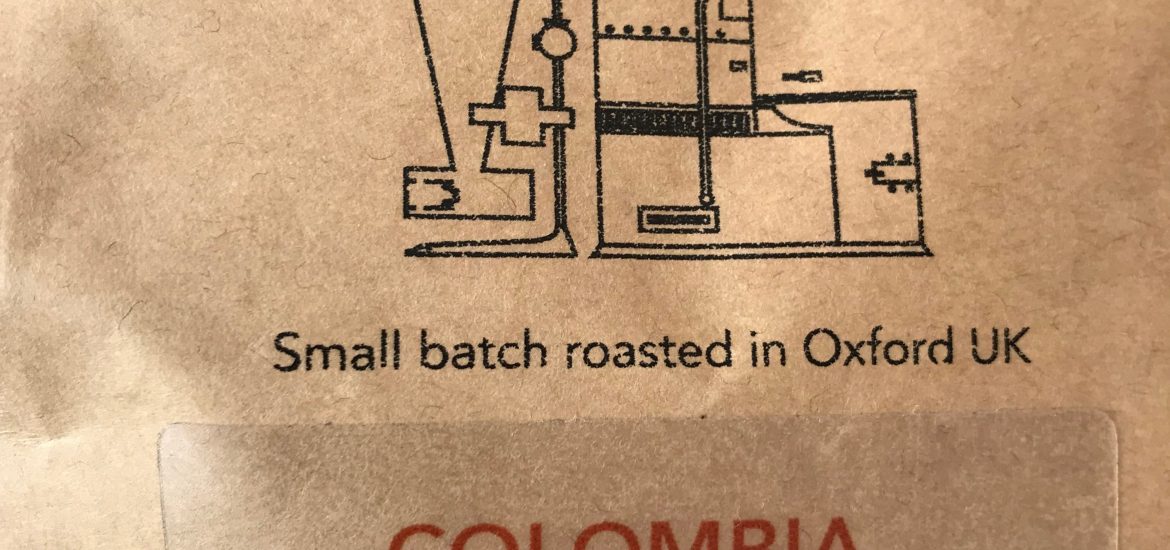 Small batch roasted in Oxford UK
COLOMBIA